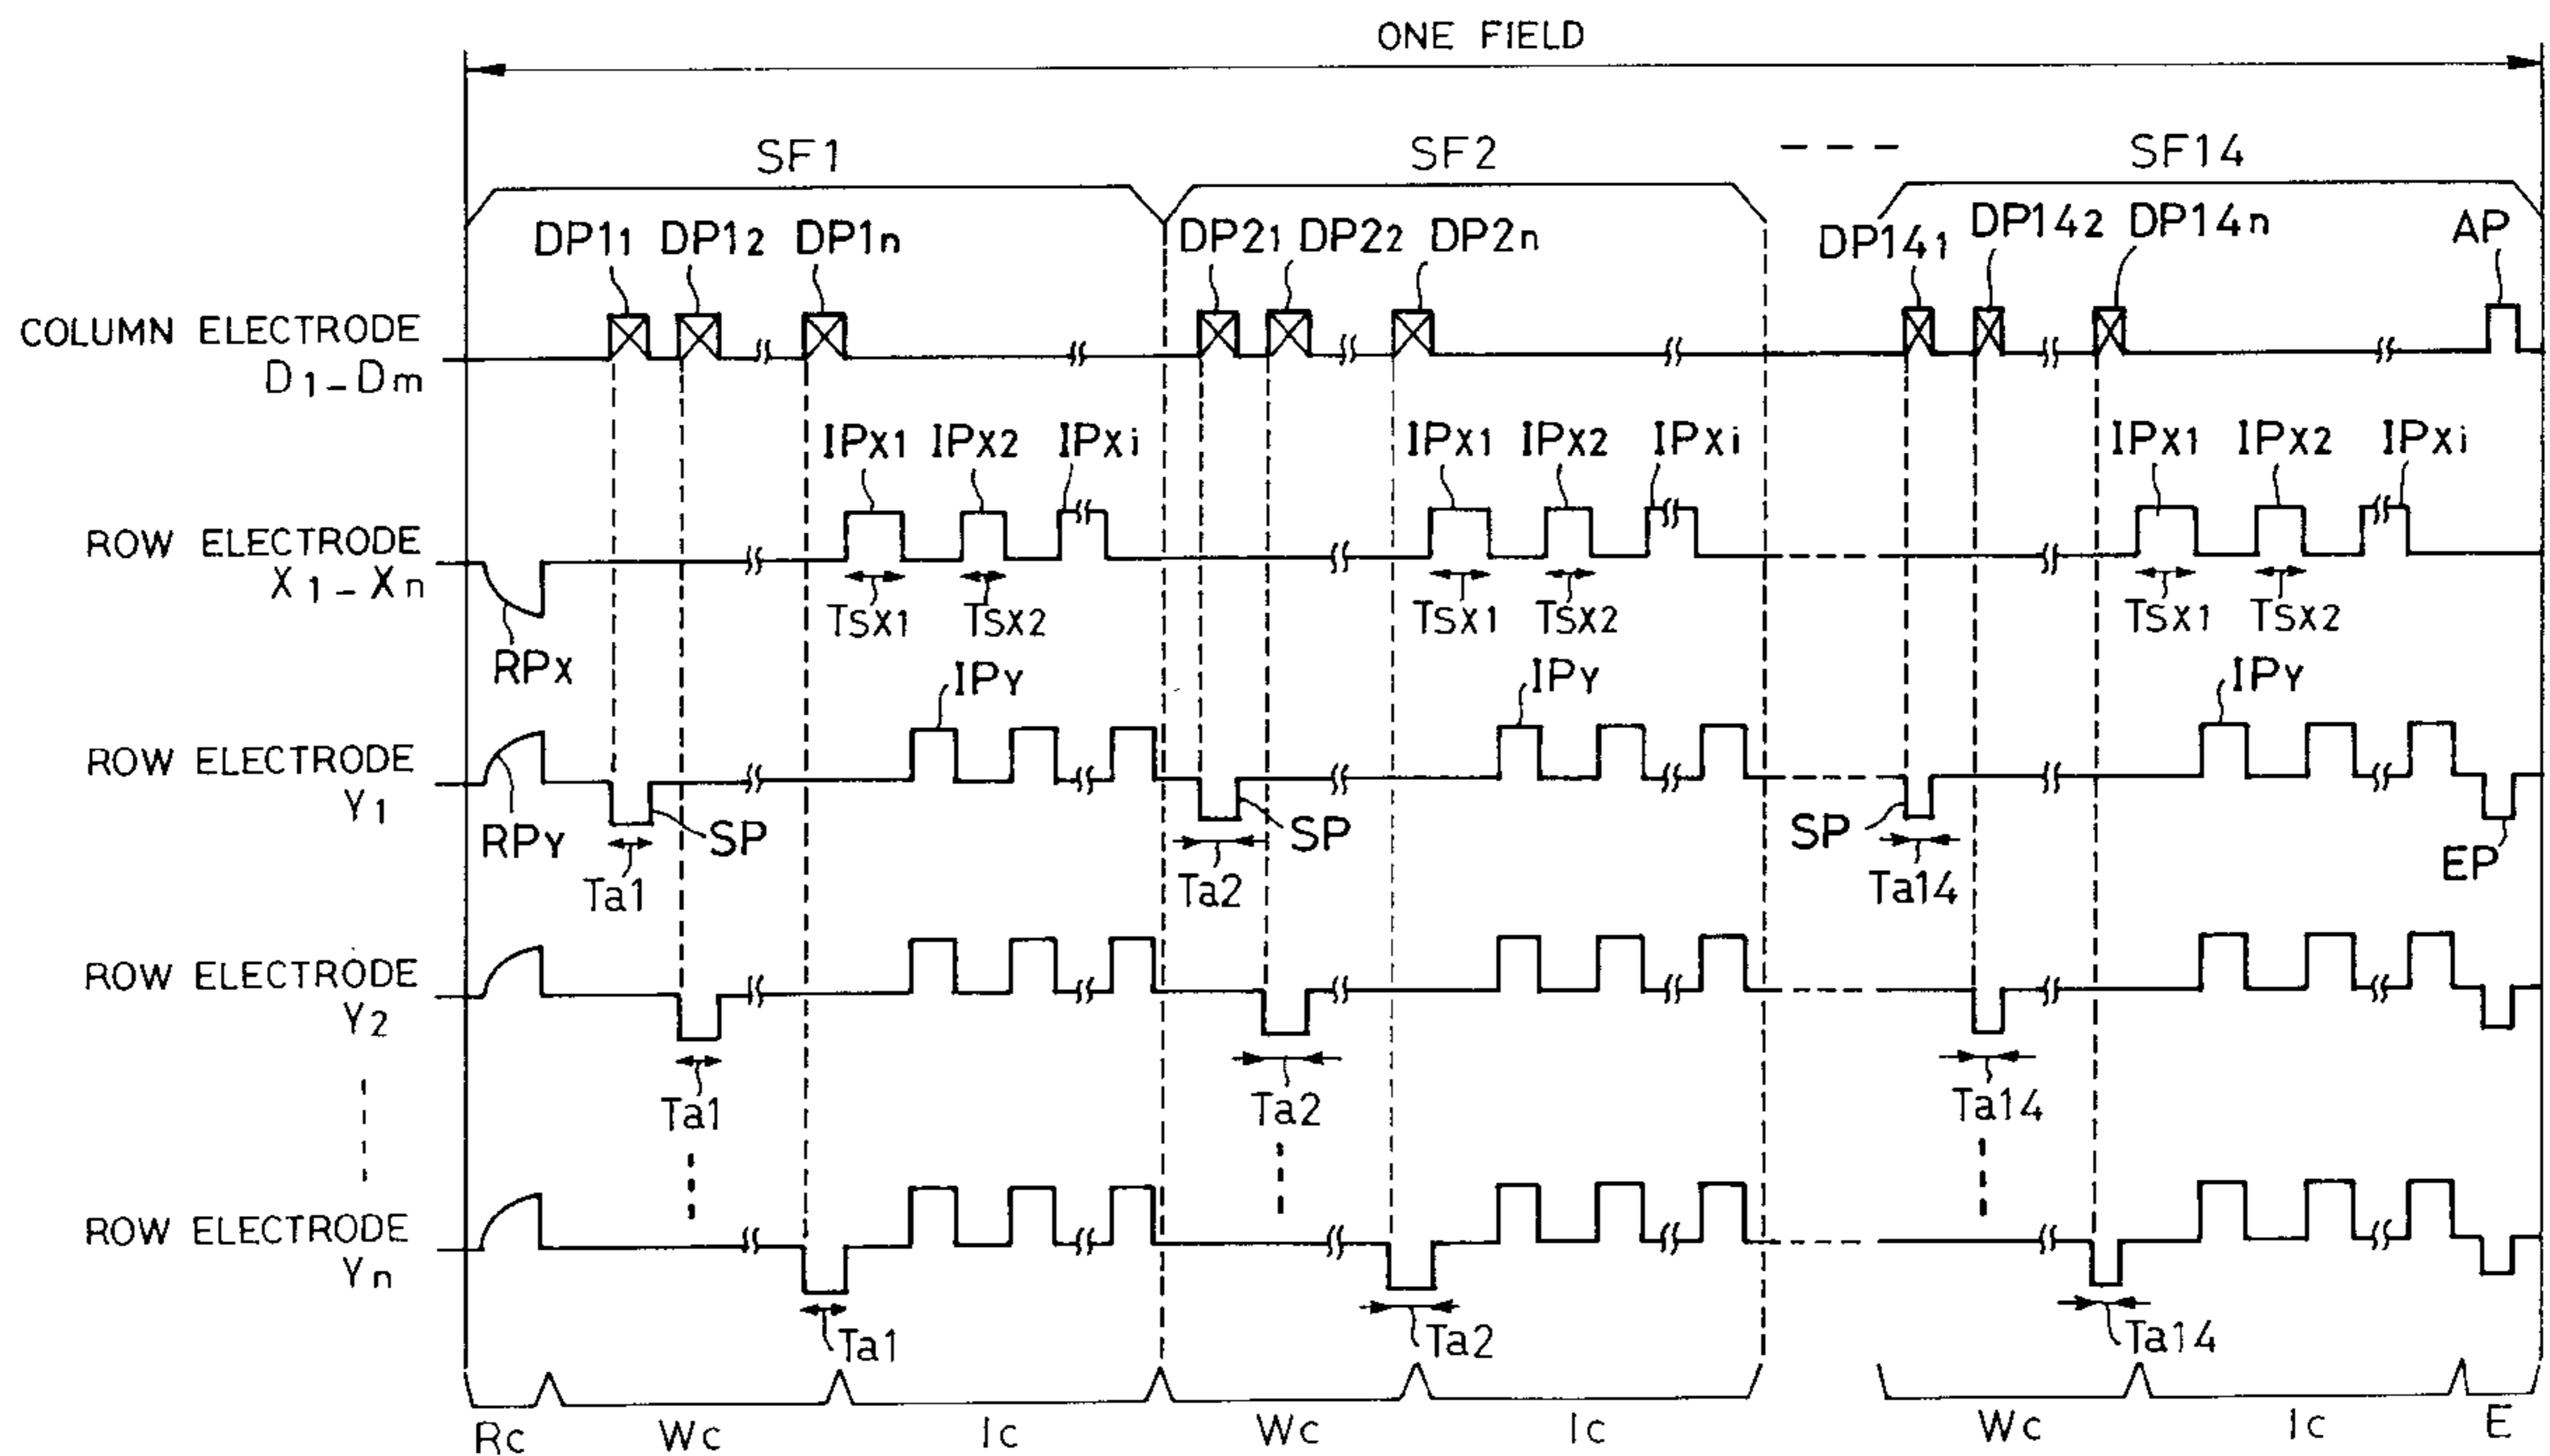 ONE FIELD
SF1 SF2 SF14
DP11 DP12 DP1n DP21 DP22 DP2n DP141 DP142 DP14n AP
COLUMN ELECTRODE
D1-Dm
IPX1 IPX2 IPXi IPX1 IPX2 IPXi IPX1 IPX2 IPXi
ROW ELECTRODE
X1-Xn
TSX1 TSX2 TSX1 TSX2 TSX1 TSX2
RPX
IPY IPY IPY
ROW ELECTRODE
Y1
RPY SP SP SP EP
Ta1 Ta2 Ta14
ROW ELECTRODE
Y2
Ta1 Ta2 Ta14
ROW ELECTRODE
Yn
Ta1 Ta2 Ta14
Rc Wc Ic Wc Ic Wc Ic E